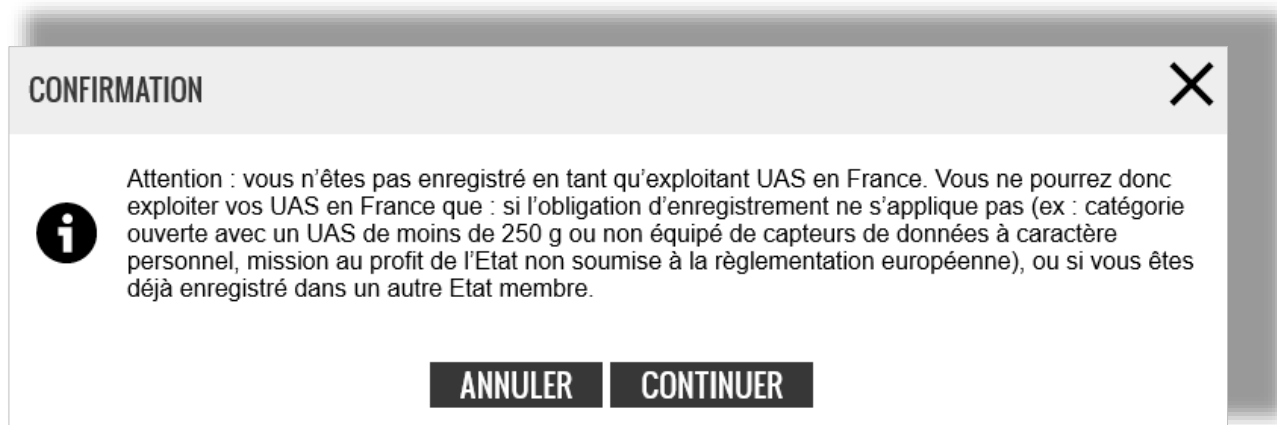 CONFIRMATION
Attention : vous n’êtes pas enregistré en tant qu’exploitant UAS en France. Vous ne pourrez donc
exploiter vos UAS en France que : si l’obligation d’enregistrement ne s’applique pas (ex : catégorie
ouverte avec un UAS de moins de 250 g ou non équipé de capteurs de données à caractère
personnel, mission au profit de l’Etat non soumise à la règlementation européenne), ou si vous êtes
déjà enregistré dans un autre Etat membre.
ANNULER CONTINUER